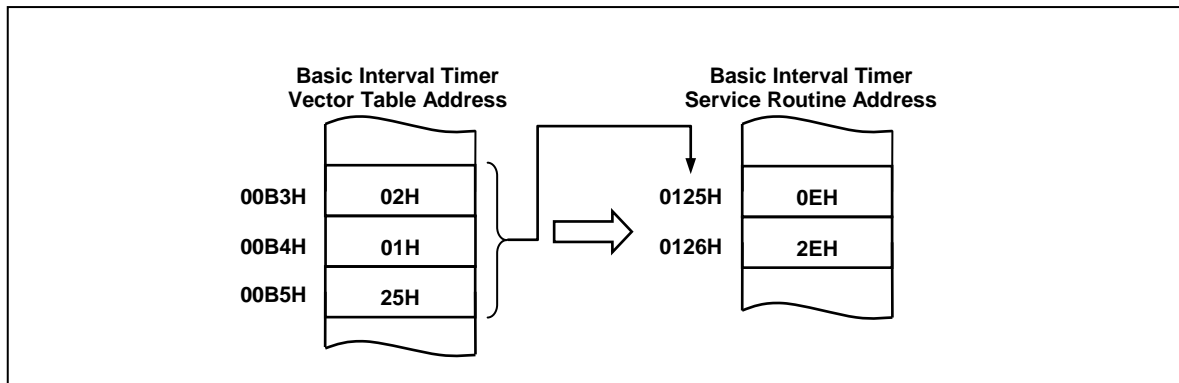 Basic Interval Timer
Vector Table Address
Basic Interval Timer
Service Routine Address
00B3H 02H
00B4H 01H
00B5H 25H
0125H 0EH
0126H 2EH